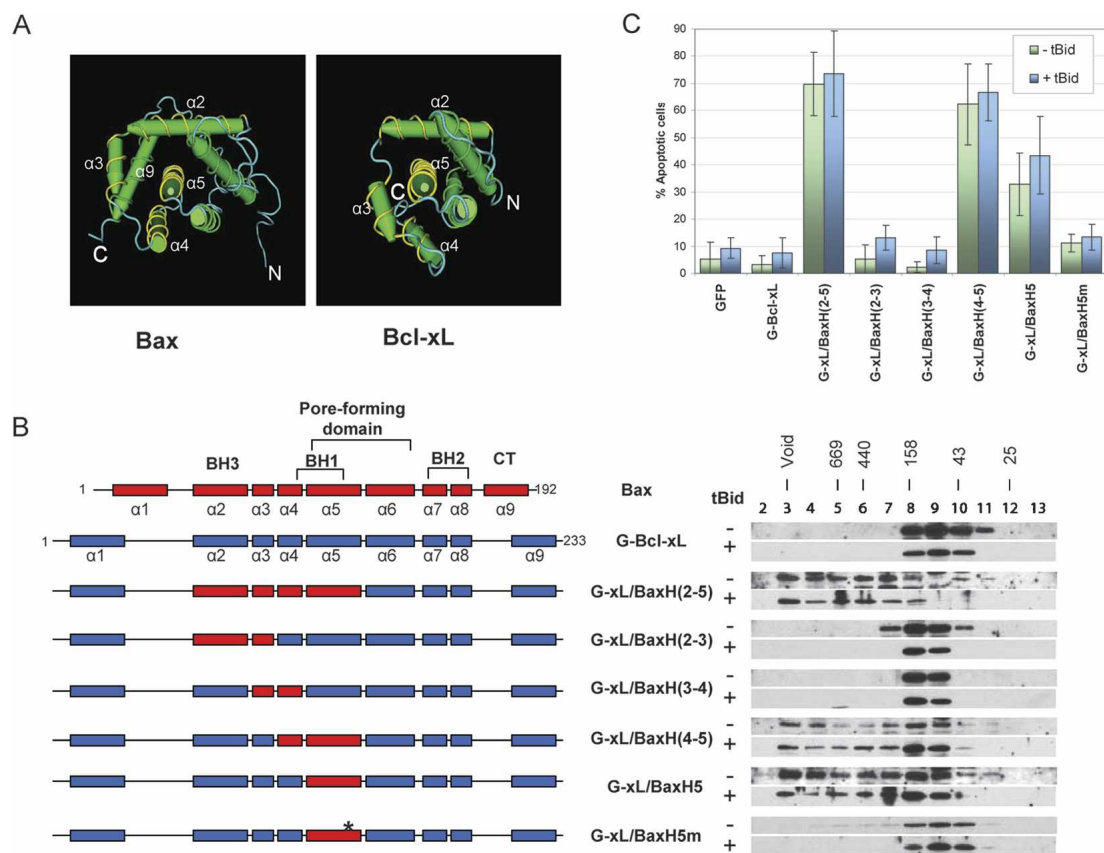 A
α2
α3
α9
α5
α4
C
N
Bax
α2
α5
C
α3
N
α4
Bcl-xL
C
% Apoptotic cells
90
80
70
60
50
40
30
20
10
0
- tBid
+ tBid
GFP
G-Bcl-xL
G-xL/BaxH(2-5)
G-xL/BaxH(2-3)
G-xL/BaxH(3-4)
G-xL/BaxH(4-5)
G-xL/BaxH5
G-xL/BaxH5m
B
Pore-forming
domain
BH3 BH1 BH2 CT
1 192 Bax
α1 α2 α3 α4 α5 α6 α7 α8 α9
1 233 G-Bcl-xL
α1 α2 α3 α4 α5 α6 α7 α8 α9
G-xL/BaxH(2-5)
G-xL/BaxH(2-3)
G-xL/BaxH(3-4)
G-xL/BaxH(4-5)
G-xL/BaxH5
*
G-xL/BaxH5m
Void 669 440 158 43 25
tBid
2 3 4 5 6 7 8 9 10 11 12 13
-
+
-
+
-
+
-
+
-
+
-
+
-
+